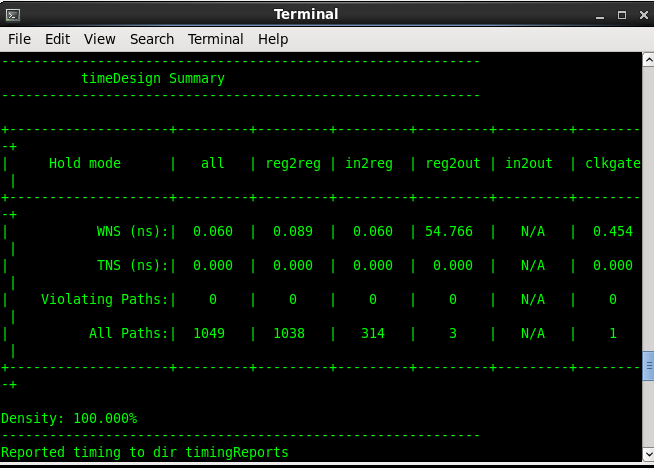 Terminal
File Edit View Search Terminal Help
------------------------------------------------------------
          timeDesign Summary
------------------------------------------------------------
+--------------------+---------+---------+---------+---------+---------+--------
-+
|     Hold mode      |   all   | reg2reg | in2reg  | reg2out | in2out  | clkgate
 |
+--------------------+---------+---------+---------+---------+---------+--------
-+
|           WNS (ns):|  0.060  |  0.089  |  0.060  | 54.766  |   N/A   |  0.454
 |
|           TNS (ns):|  0.000  |  0.000  |  0.000  |  0.000  |   N/A   |  0.000
 |
|    Violating Paths:|    0    |    0    |    0    |    0    |   N/A   |    0
 |
|          All Paths:|  1049   |  1038   |   314   |    3    |   N/A   |    1
 |
+--------------------+---------+---------+---------+---------+---------+--------
-+
Density: 100.000%
------------------------------------------------------------
Reported timing to dir timingReports